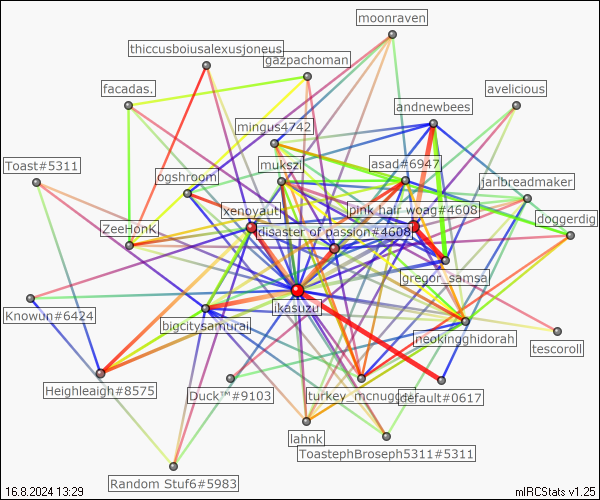 moonraven
thiccusboiusalexusjoneus
gazpachoman
facadas.
avelicious
andnewbees
mingus4742
Toast#5311
mukszi
asad#6947
ogshroom
jarlbreadmaker
xenoyauti
pink hair woag#4608
doggerdig
ZeeHonK
disaster of passion#4608
gregor_samsa
ikasuzu
Knowun#6424
bigcitysamurai
neokingghidorah
tescoroll
Heighleaigh#8575
Duck™#9103
turkey_mcnugge
default#0617
lahnk
ToastephBroseph5311#5311
Random Stuf6#5983
16.8.2024 13:29
mIRCStats v1.25